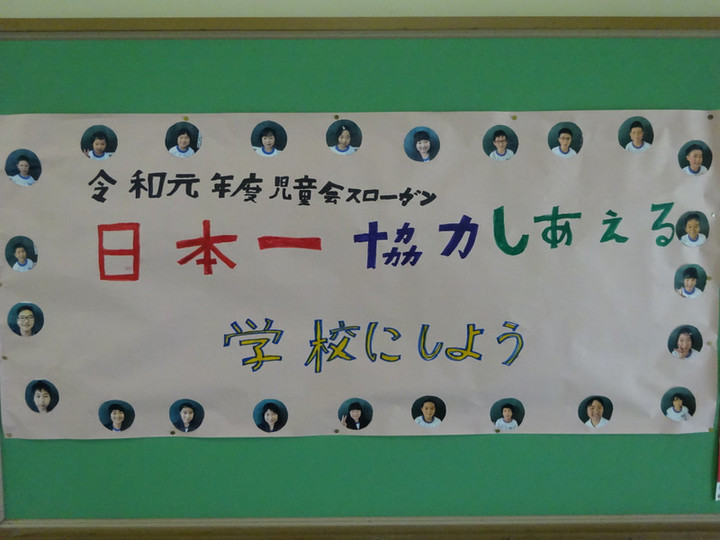 令和元年度児童会スローガン
日本一協力しあえる
学校にしよう